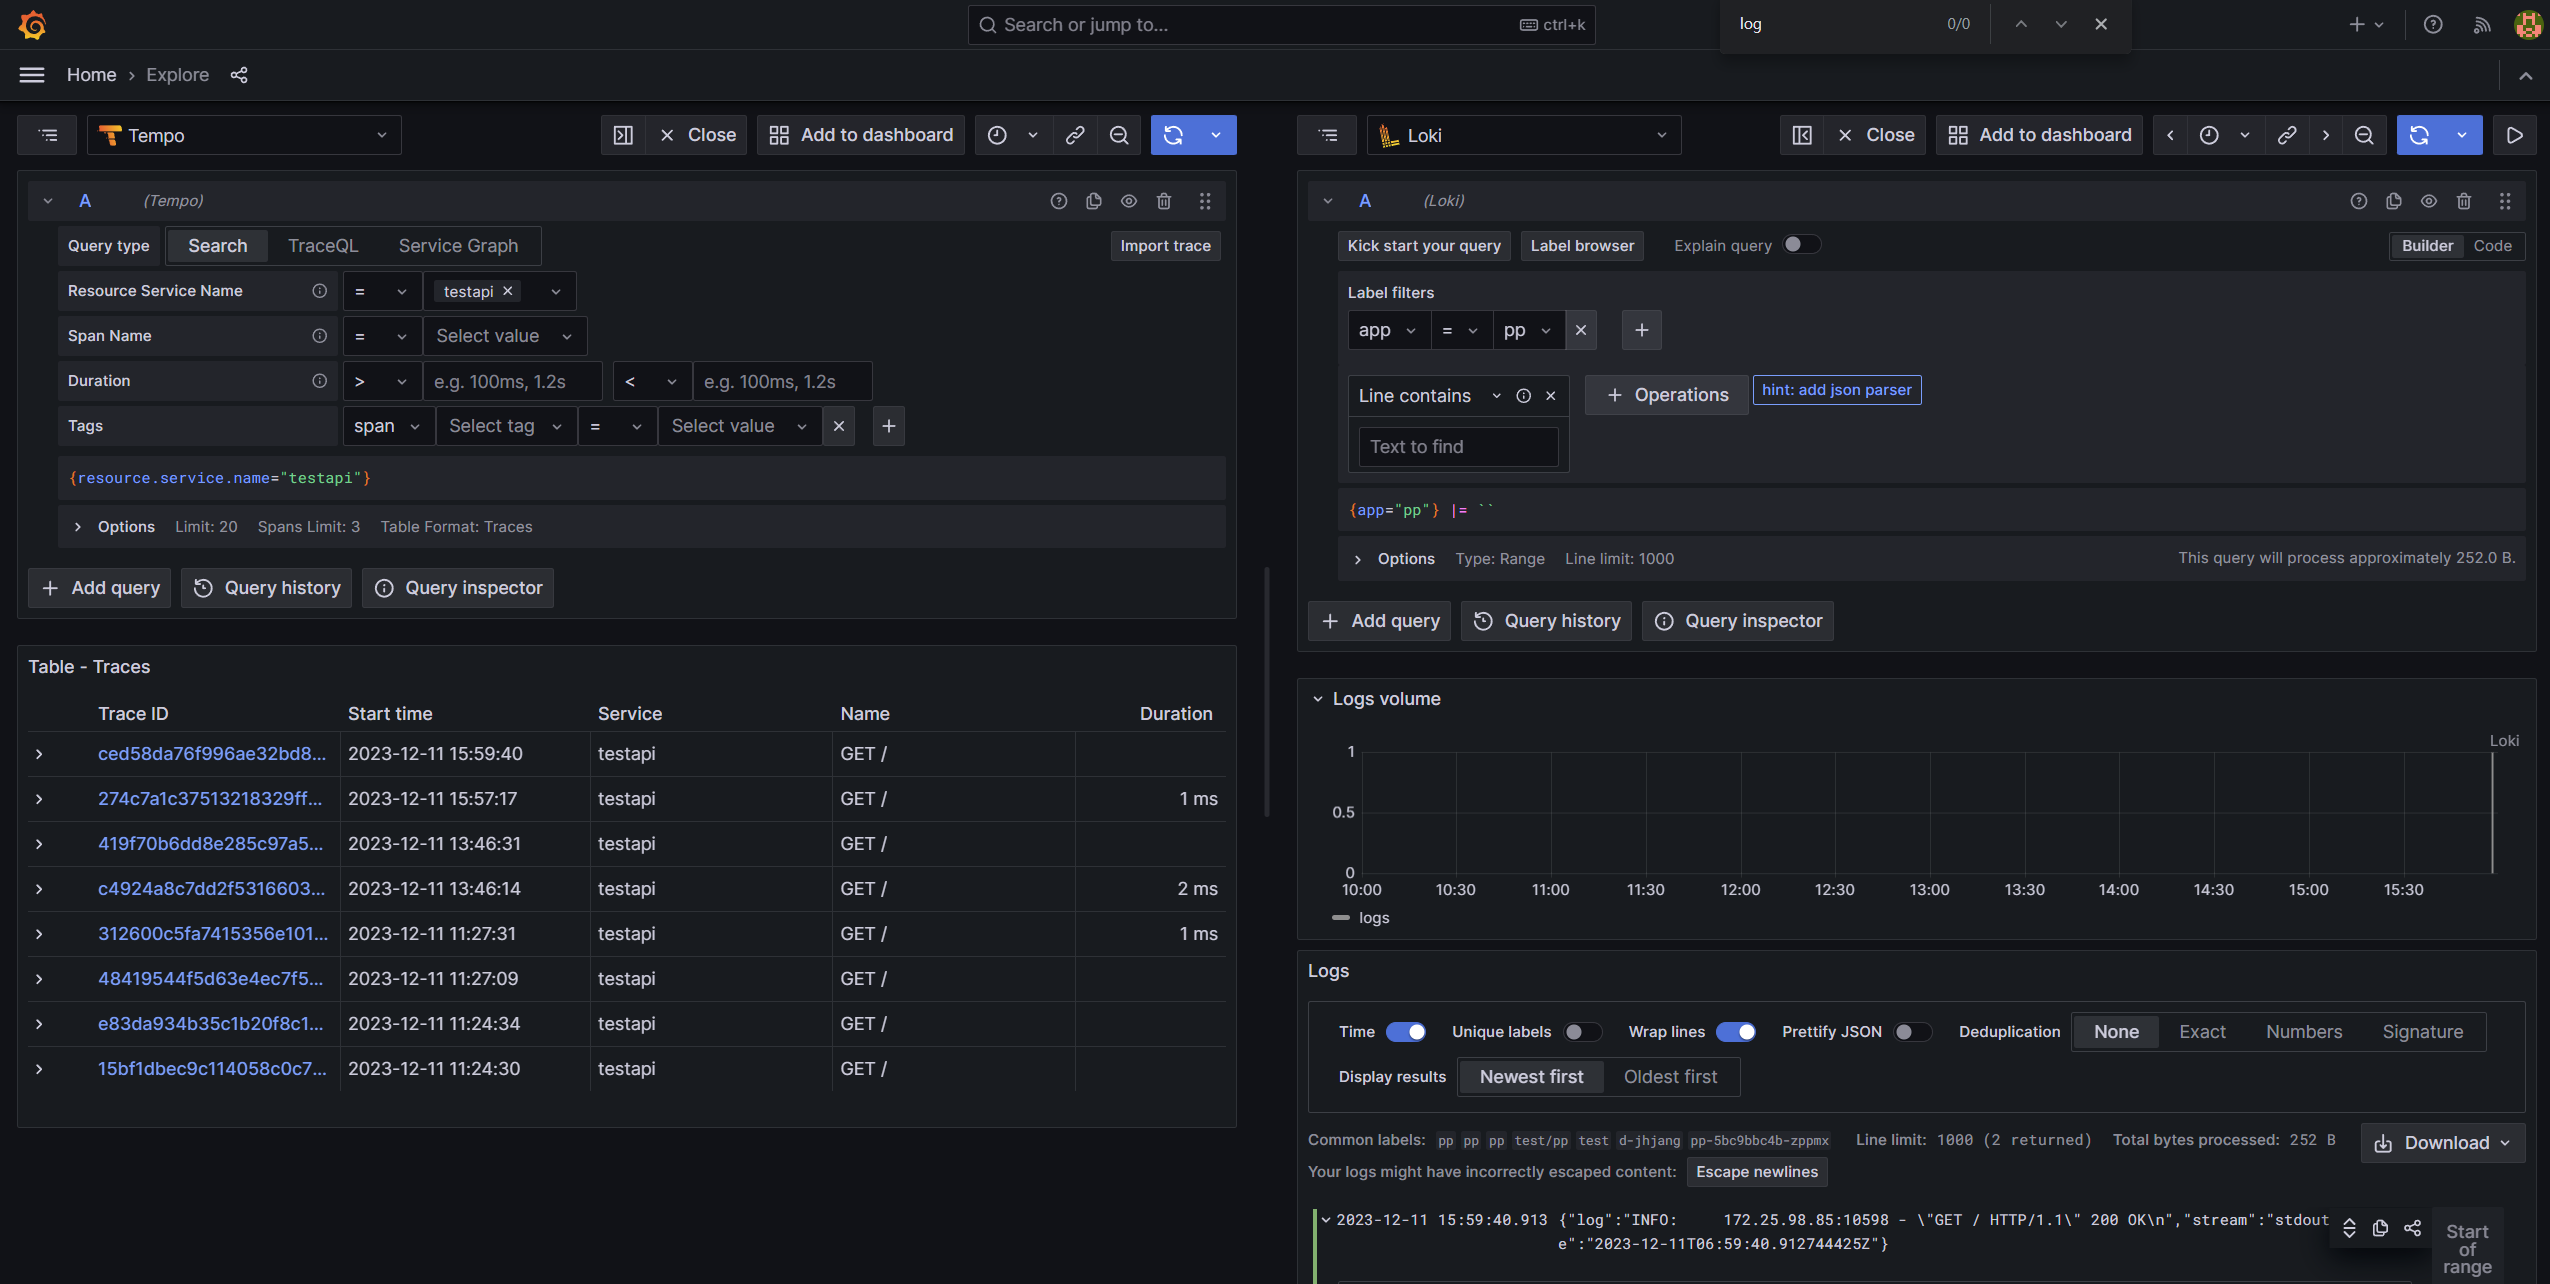 Search or jump to...
ctrl+k
log
0/0
Home
Explore
Tempo
Close
Add to dashboard
A
(Tempo)
Query type
Search
TraceQL
Service Graph
Import trace
Resource Service Name
=
testapi
Span Name
=
Select value
Duration
>
e.g. 100ms, 1.2s
<
e.g. 100ms, 1.2s
Tags
span
Select tag
=
Select value
{resource.service.name="testapi"}
Options
Limit: 20
Spans Limit: 3
Table Format: Traces
Add query
Query history
Query inspector
Table - Traces
Trace ID Start time Service Name Duration
ced58da76f996ae32bd8... 2023-12-11 15:59:40 testapi GET /
274c7a1c37513218329ff... 2023-12-11 15:57:17 testapi GET / 1 ms
419f70b6dd8e285c97a5... 2023-12-11 13:46:31 testapi GET /
c4924a8c7dd2f5316603... 2023-12-11 13:46:14 testapi GET / 2 ms
312600c5fa7415356e101... 2023-12-11 11:27:31 testapi GET / 1 ms
48419544f5d63e4ec7f5... 2023-12-11 11:27:09 testapi GET /
e83da934b35c1b20f8c1... 2023-12-11 11:24:34 testapi GET /
15bf1dbec9c114058c0c7... 2023-12-11 11:24:30 testapi GET /
Loki
Close
Add to dashboard
A
(Loki)
Kick start your query
Label browser
Explain query
Builder
Code
Label filters
app
=
pp
Line contains
Operations
hint: add json parser
Text to find
{app="pp"} |= ``
Options
Type: Range
Line limit: 1000
This query will process approximately 252.0 B.
Add query
Query history
Query inspector
Logs volume
Loki
1
0.5
0
10:00 10:30 11:00 11:30 12:00 12:30 13:00 13:30 14:00 14:30 15:00 15:30
logs
Logs
Time
Unique labels
Wrap lines
Prettify JSON
Deduplication
None
Exact
Numbers
Signature
Display results
Newest first
Oldest first
Common labels: pp pp pp test/pp test d-jhjang pp-5bc9bbc4b-zppmx Line limit: 1000 (2 returned) Total bytes processed: 252 B
Download
Your logs might have incorrectly escaped content: Escape newlines
2023-12-11 15:59:40.913 {"log":"INFO: 172.25.98.85:10598 - \"GET / HTTP/1.1\" 200 OK\n","stream":"stdout
e":"2023-12-11T06:59:40.912744425Z"}
Start
of
range